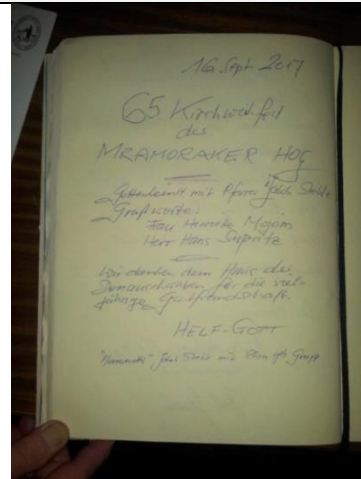 16 Sept. 2017
65 Kirchweihfest
des
MRAMORAKER HOG
Gottesdienst mit Pfarrer Jakob Stehle
Grußworte:
Frau Henriette Mojem
Herr Hans Supritz
Wir danken dem Haus der
Donauschwaben für die viel-
jährige Gastfreundschaft.
HELF-GOTT
Jakob Stehle mit